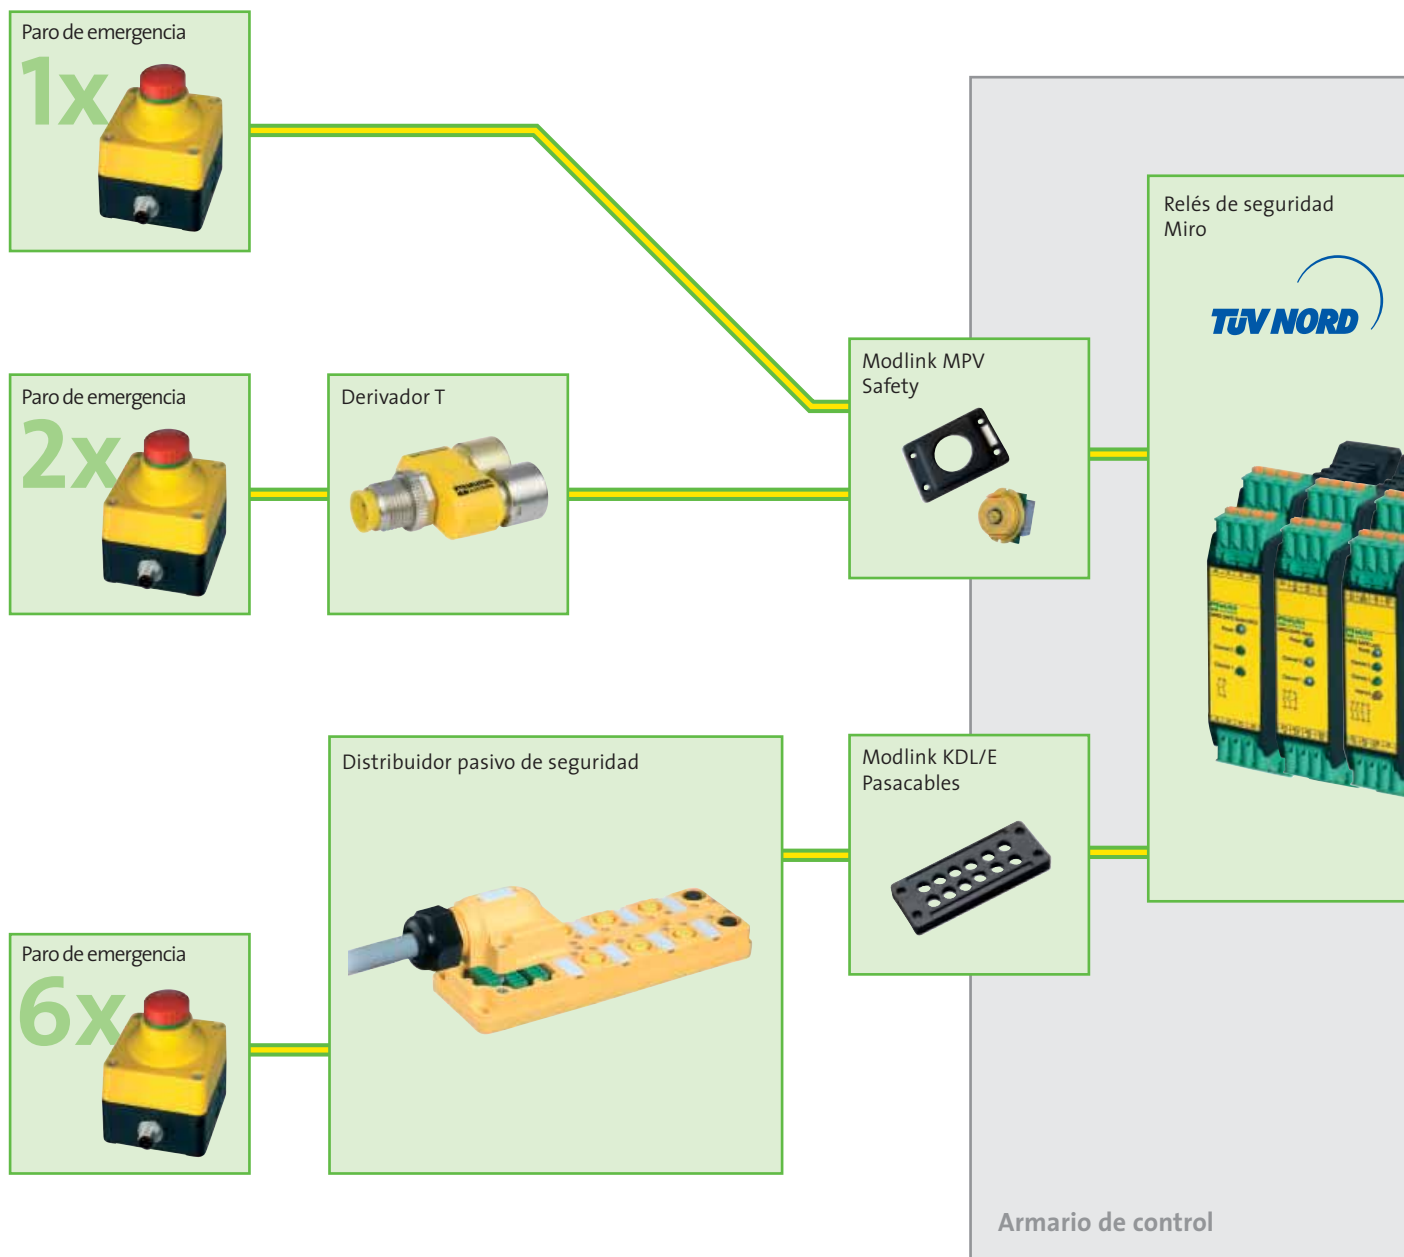 Paro de emergencia
1x
Relés de seguridad
Miro
TÜV NORD
Modlink MPV
Safety
Paro de emergencia
2x
Derivador T
Distribuidor pasivo de seguridad
Modlink KDL/E
Pasacables
Paro de emergencia
6x
Armario de control